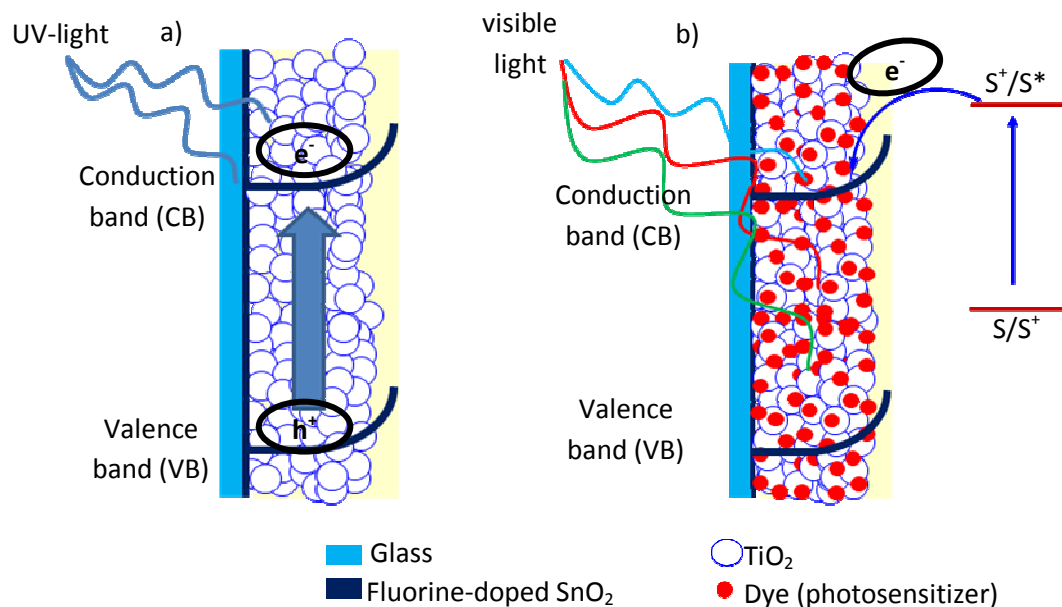 UV-light
a)
e⁻
Conduction
band (CB)
h⁺
Valence
band (VB)
visible
light
b)
e⁻
S⁺/S*
Conduction
band (CB)
S/S⁺
Valence
band (VB)
Glass
Fluorine-doped SnO₂
TiO₂
Dye (photosensitizer)